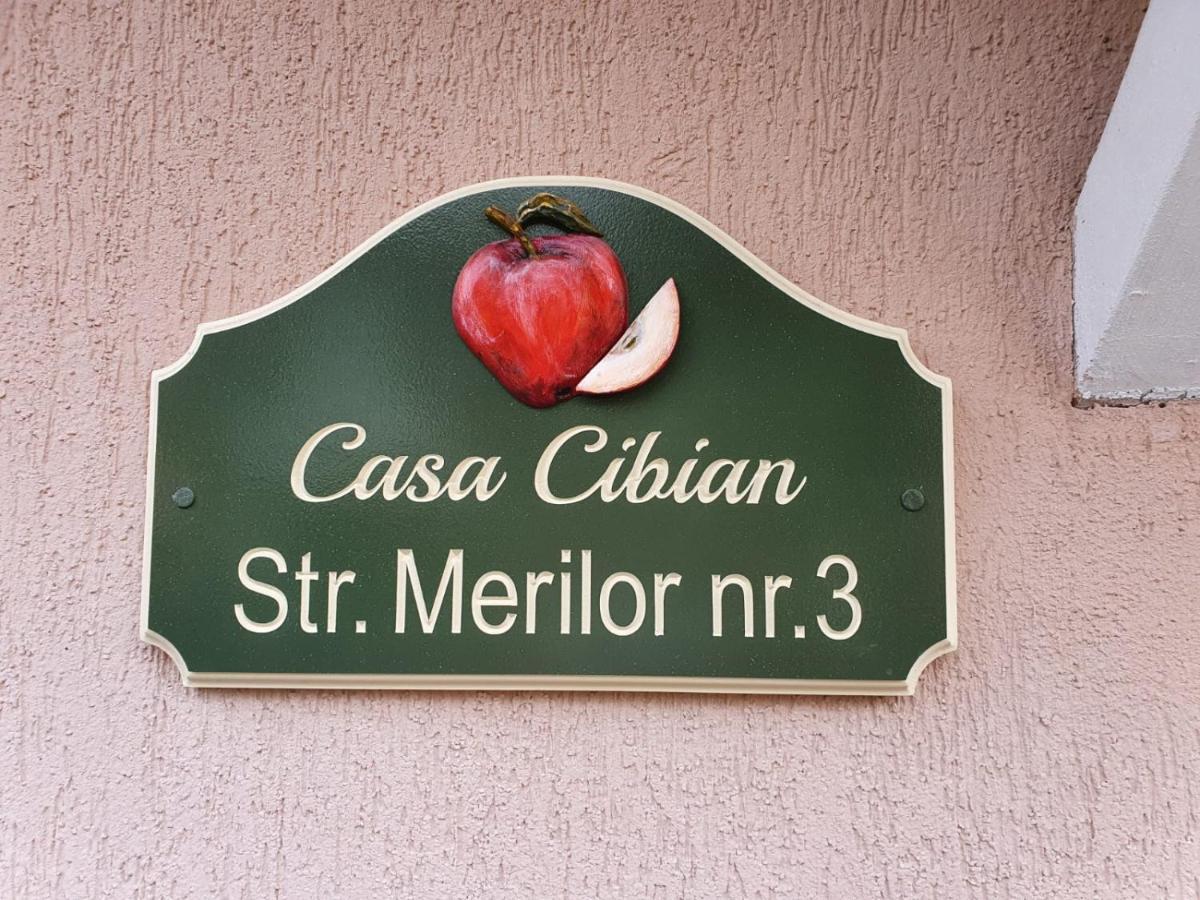 Casa Cibian
Str. Merilor nr.3